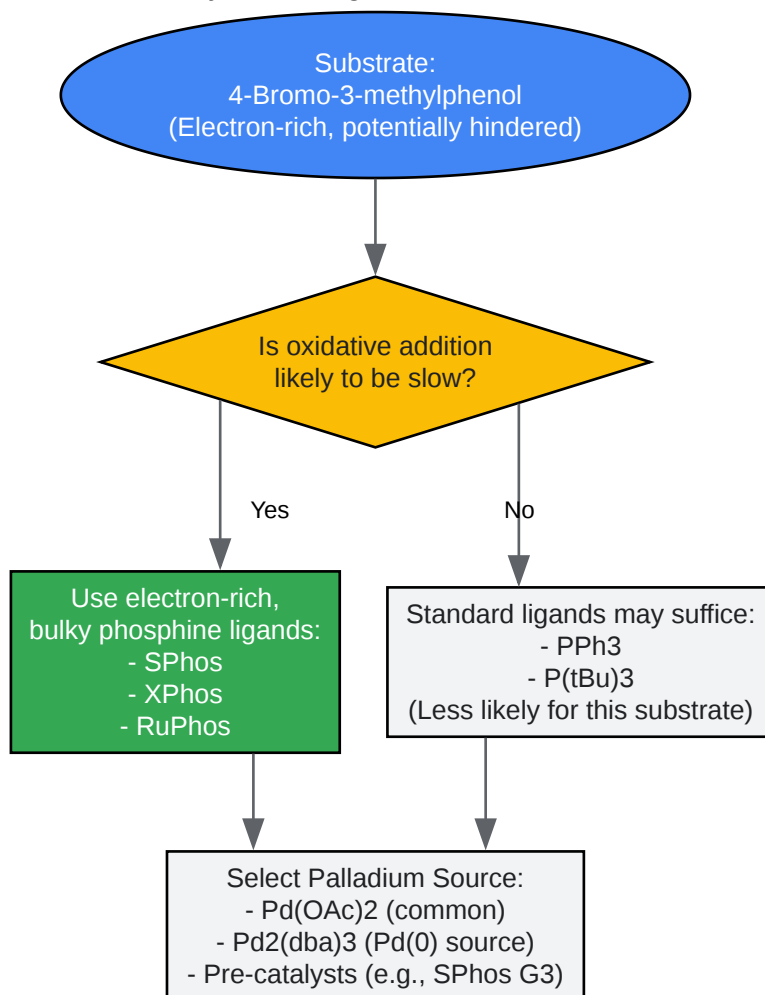 Substrate:
4-Bromo-3-methylphenol
(Electron-rich, potentially hindered)
Is oxidative addition
likely to be slow?
Yes
No
Use electron-rich,
bulky phosphine ligands:
- SPhos
- XPhos
- RuPhos
Standard ligands may suffice:
- PPh3
- P(tBu)3
(Less likely for this substrate)
Select Palladium Source:
- Pd(OAc)2 (common)
- Pd2(dba)3 (Pd(0) source)
- Pre-catalysts (e.g., SPhos G3)